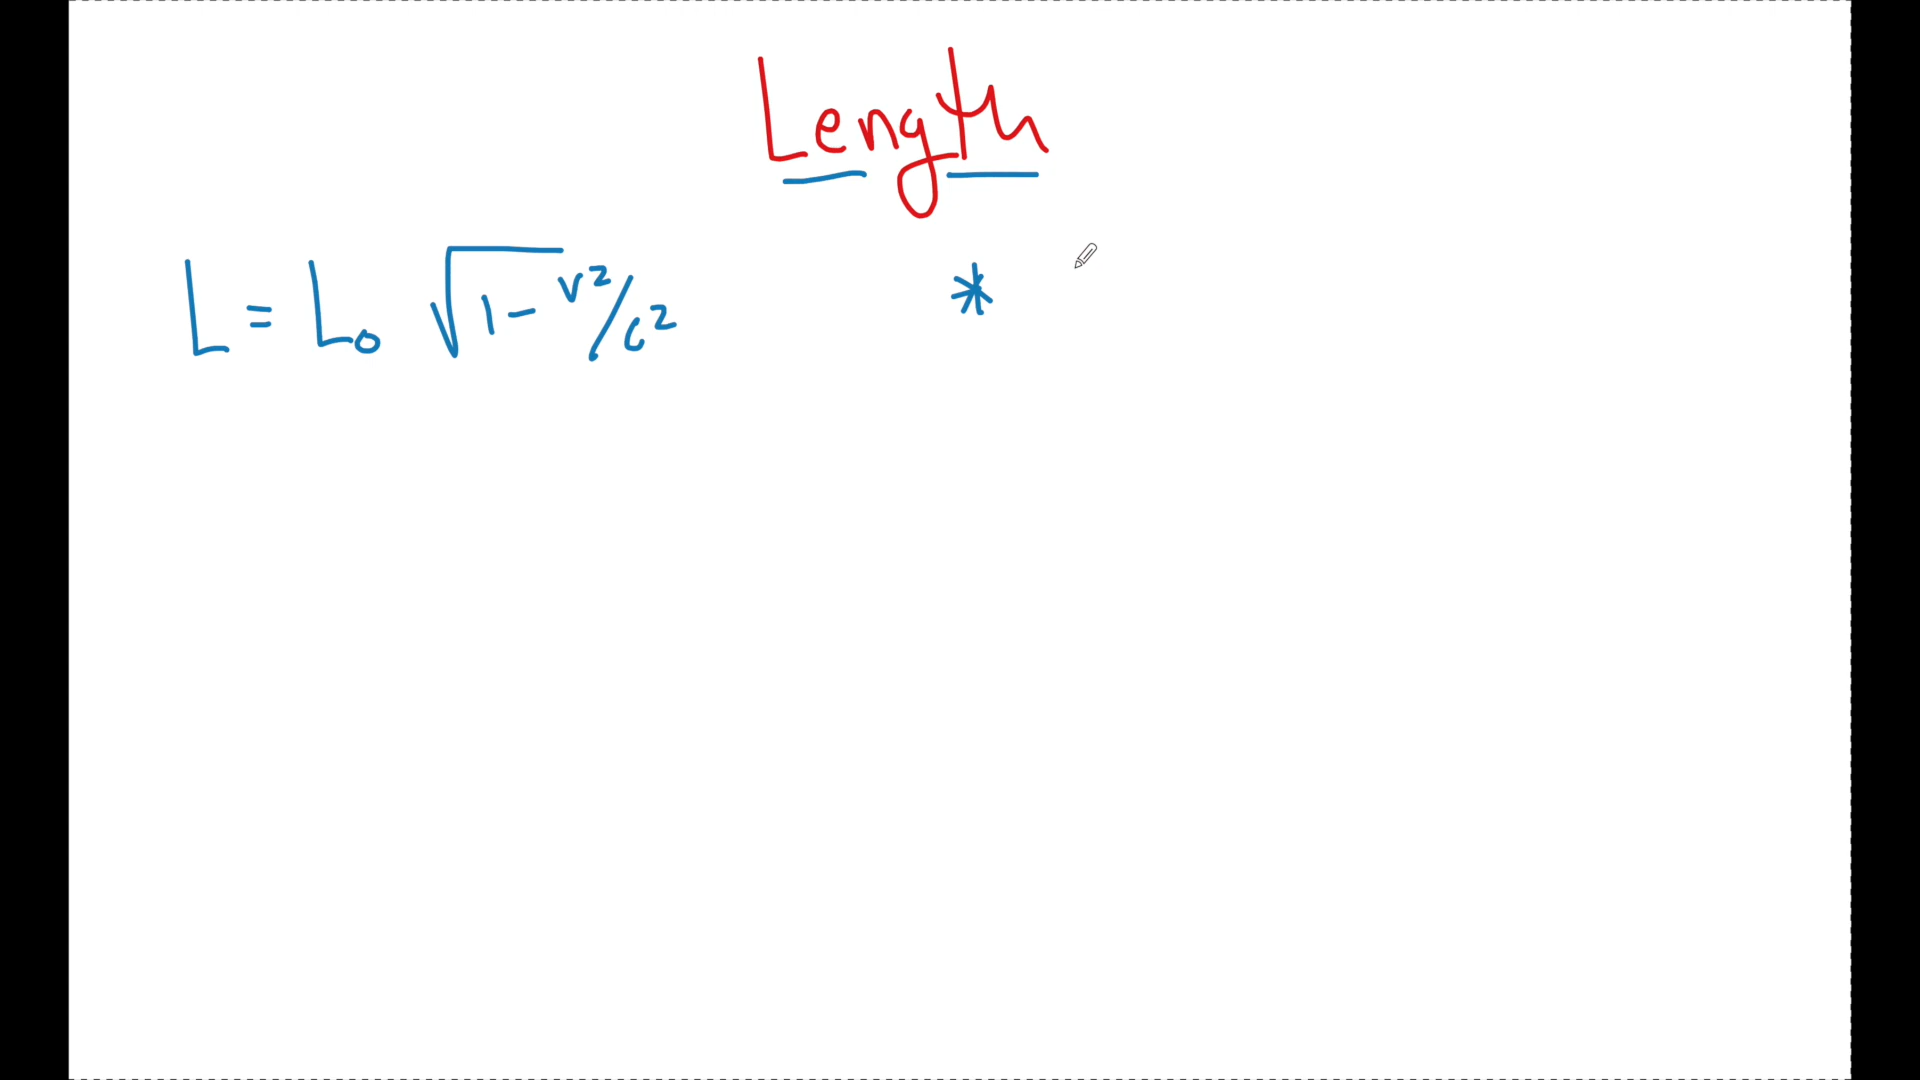 Length
L = L₀ √1 - v²/c² *